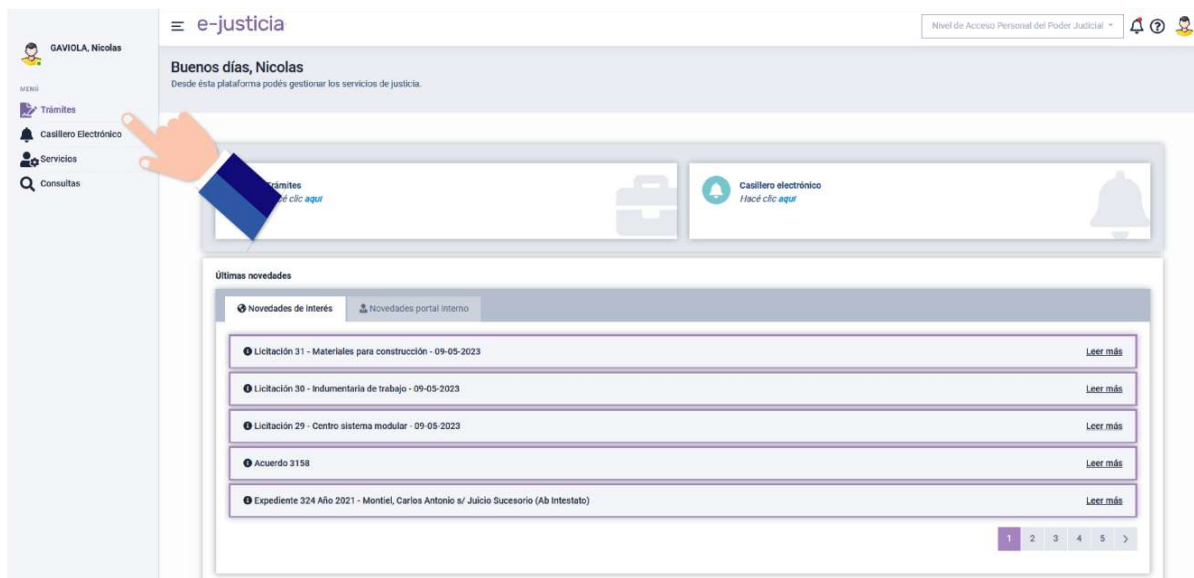 e-justicia
Nivel de Acceso Personal del Poder Judicial
GAVIOLA, Nicolas
Buenos días, Nicolas
Desde ésta plataforma podés gestionar los servicios de justicia.
MENÚ
Trámites
Casillero Electrónico
Servicios
Consultas
Trámites
clic aquí
Casillero electrónico
Hacé clic aquí
Últimas novedades
Novedades de interés
Novedades portal interno
Licitación 31 - Materiales para construcción - 09-05-2023
Leer más
Licitación 30 - Indumentaria de trabajo - 09-05-2023
Leer más
Licitación 29 - Centro sistema modular - 09-05-2023
Leer más
Acuerdo 3158
Leer más
Expediente 324 Año 2021 - Montiel, Carlos Antonio s/ Juicio Sucesorio (Ab Intestato)
Leer más
1 2 3 4 5 >